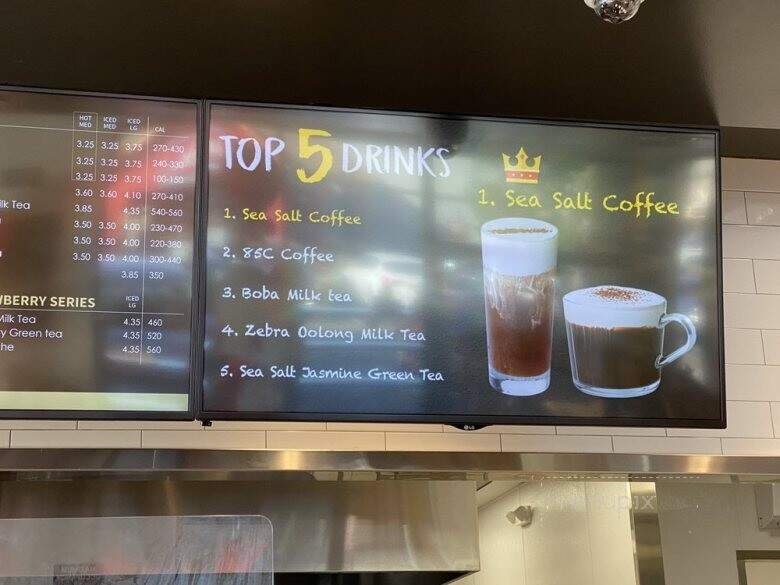 HOT MED ICED MED ICED LG CAL
3.25 3.25 3.75 270-430
3.25 3.25 3.75 240-330
3.25 3.25 3.75 100-150
3.60 3.60 4.10 270-410
lk Tea 3.85 4.35 540-560
3.50 3.50 4.00 230-470
3.50 3.50 4.00 220-380
3.50 3.50 4.00 300-440
3.85 350
WBERRY SERIES ICED LG
Milk Tea 4.35 460
y Green tea 4.35 520
he 4.35 560
TOP 5 DRINKS
1. Sea Salt Coffee
2. 85C Coffee
3. Boba Milk tea
4. Zebra Oolong Milk Tea
5. Sea Salt Jasmine Green Tea
1. Sea Salt Coffee
LG